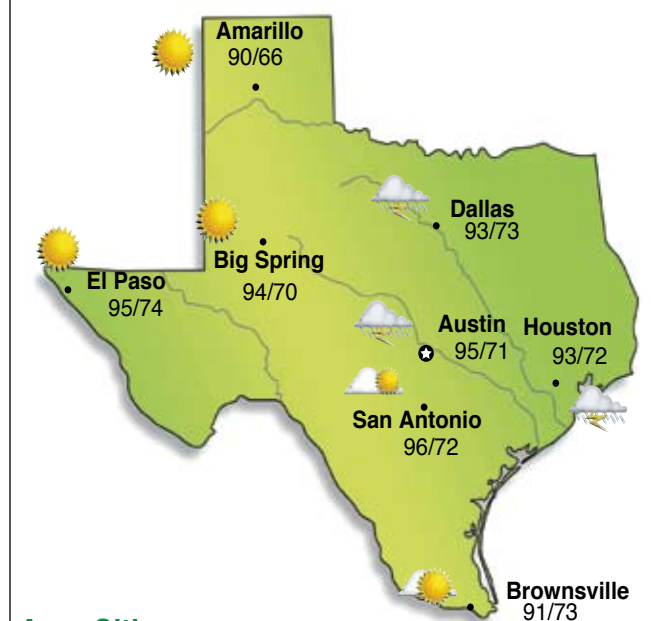 Amarillo
90/66
Dallas
93/73
Big Spring
94/70
El Paso
95/74
Austin
95/71
Houston
93/72
San Antonio
96/72
Brownsville
91/73